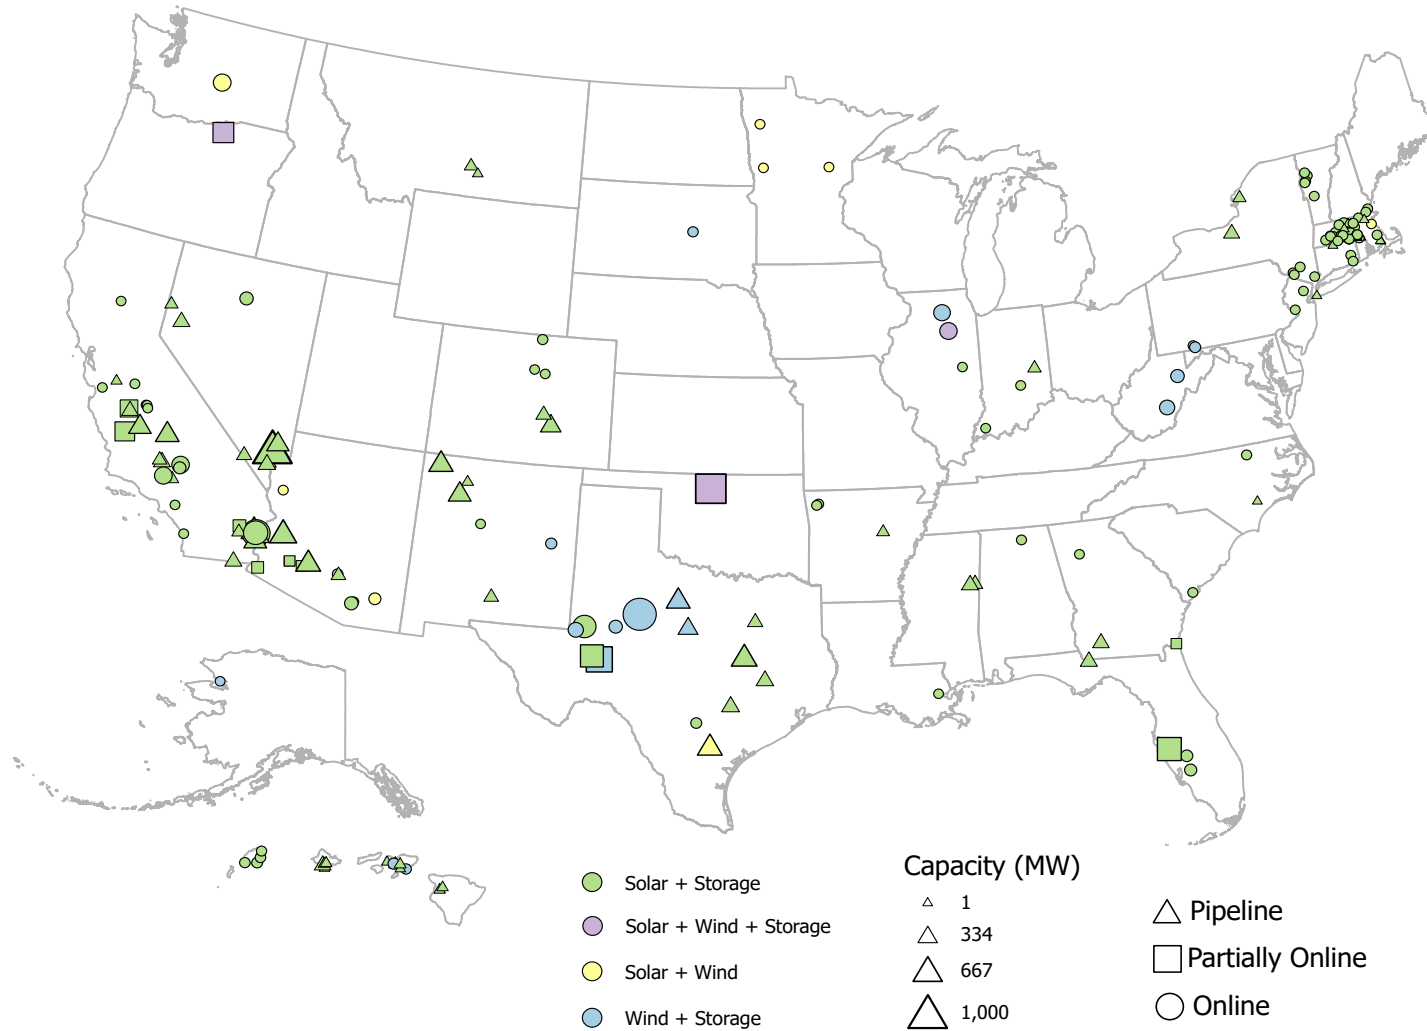 Solar + Storage
Solar + Wind + Storage
Solar + Wind
Wind + Storage
Capacity (MW)
1
334
667
1,000
Pipeline
Partially Online
Online